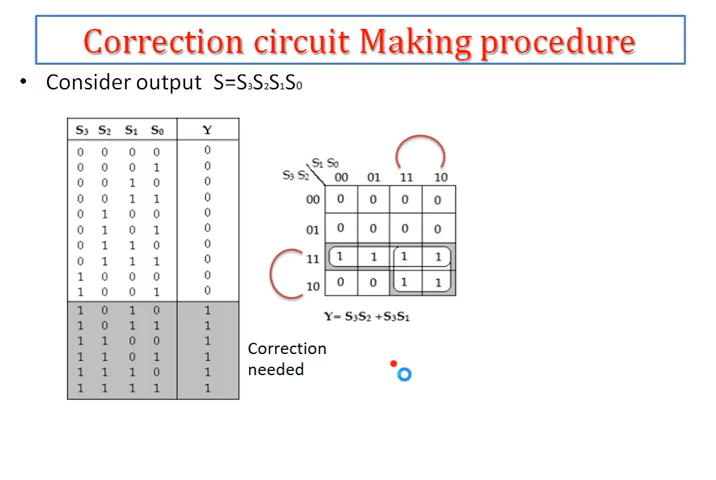 Correction circuit Making procedure
• Consider output S=S₃S₂S₁S₀
S₃ S₂ S₁ S₀ Y
0 0 0 0 0
0 0 0 1 0
0 0 1 0 0
0 0 1 1 0
0 1 0 0 0
0 1 0 1 0
0 1 1 0 0
0 1 1 1 0
1 0 0 0 0
1 0 0 1 0
1 0 1 0 1
1 0 1 1 1
1 1 0 0 1
1 1 0 1 1
1 1 1 0 1
1 1 1 1 1
Correction
needed
S₁ S₀
S₃ S₂ 00 01 11 10
00 0 0 0 0
01 0 0 0 0
11 1 1 1 1
10 0 0 1 1
Y= S₃S₂ +S₃S₁